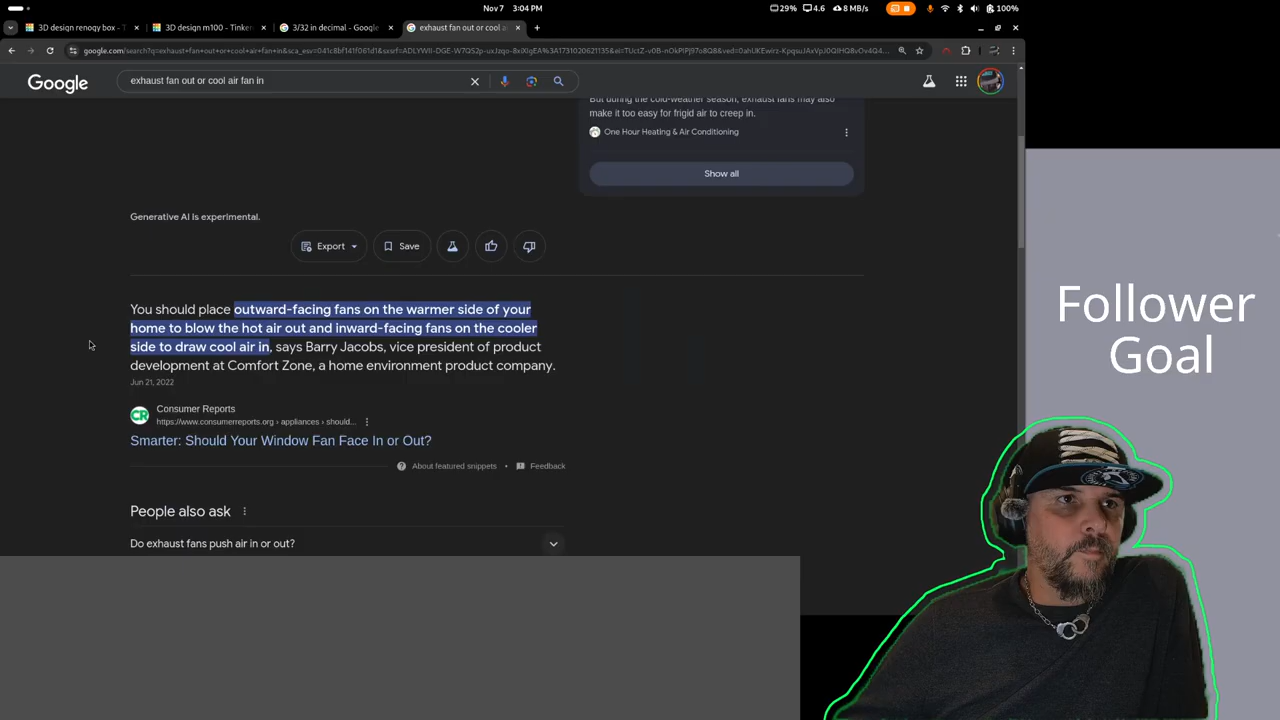 Nov 7 3:04 PM
29% 4.6 8 MB/s
100%
3D design renogy box - T
3D design m100 - Tinker
3/32 in decimal - Google
exhaust fan out or cool a
Google
exhaust fan out or cool air fan in
But during the cold-weather season, exhaust fans may also
make it too easy for frigid air to creep in.
One Hour Heating & Air Conditioning
Show all
Generative AI is experimental.
Export
Save
You should place outward-facing fans on the warmer side of your
home to blow the hot air out and inward-facing fans on the cooler
side to draw cool air in, says Barry Jacobs, vice president of product
development at Comfort Zone, a home environment product company.
Jun 21, 2022
CR
Consumer Reports
https://www.consumerreports.org › appliances › should...
Smarter: Should Your Window Fan Face In or Out?
About featured snippets • Feedback
People also ask
Do exhaust fans push air in or out?
Follower
Goal